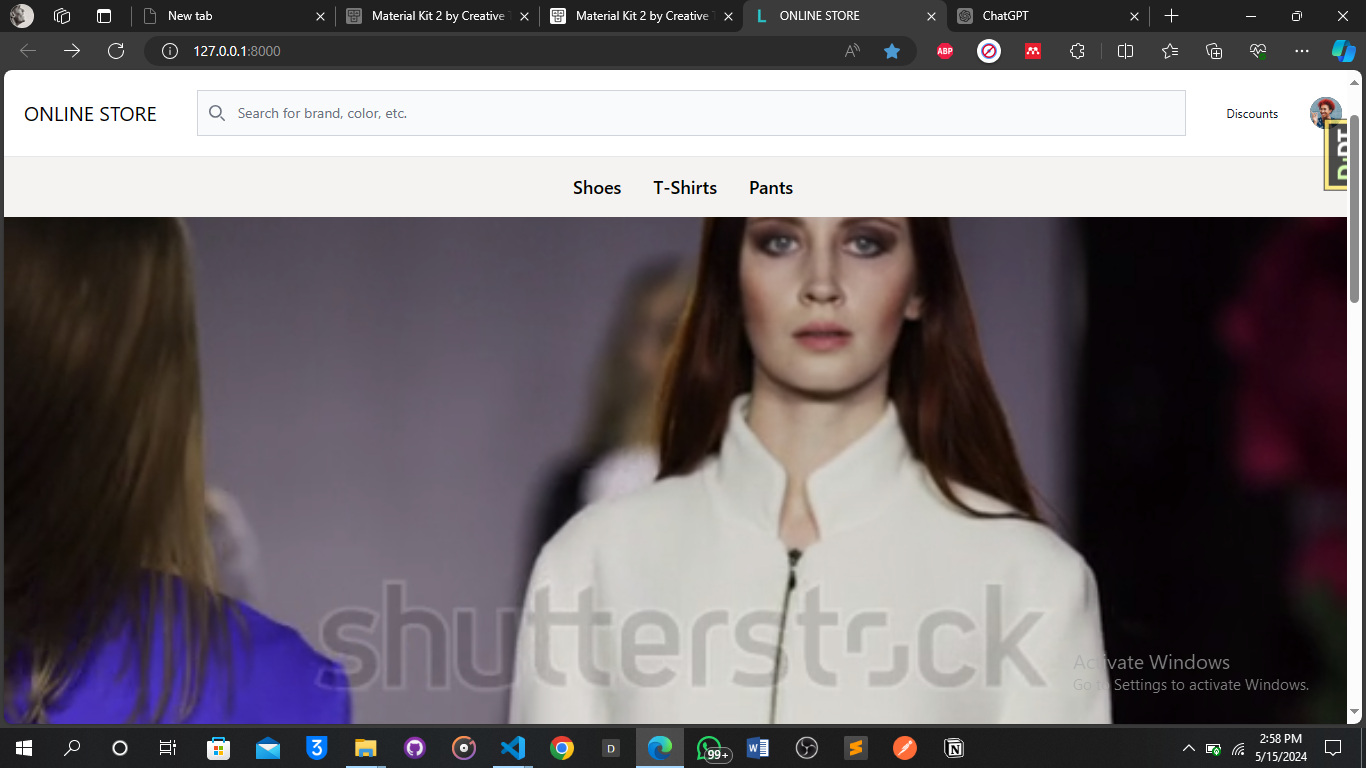 New tab
Material Kit 2 by Creative T
Material Kit 2 by Creative T
L ONLINE STORE
ChatGPT
127.0.0.1:8000
ABP
ONLINE STORE
Search for brand, color, etc.
Discounts
DjDT
Shoes
T-Shirts
Pants
shutterstock
Activate Windows
Go to Settings to activate Windows.
3
D
99+
2:58 PM
5/15/2024